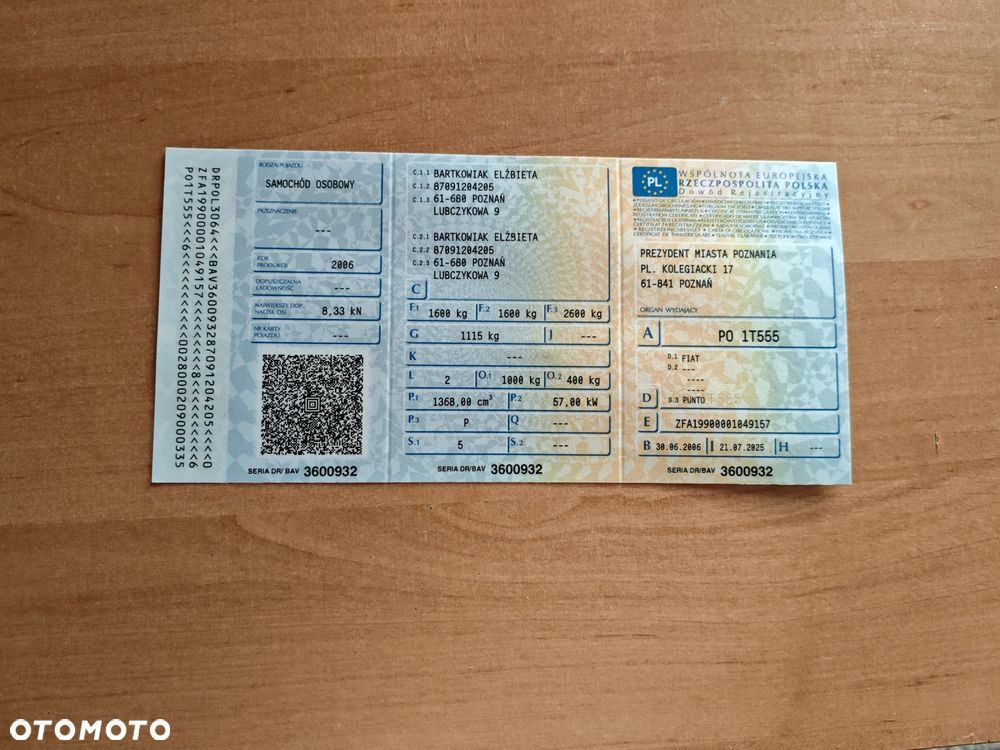 DRPOL3064<<<BAV3600933287091204205<<<<0
ZFA19900001049157<<<<<<<8<<<<<<<<<<<<<6
PO1T555<<6<<<<<<<<<<<<<002800020900033 5
RODZAJ POJAZDU
SAMOCHÓD OSOBOWY
PRZEZNACZENIE
---
ROK PRODUKCJI 2006
DOPUSZCZALNA ŁADOWNOŚĆ ---
NAJWIĘKSZY DOP. NACISK OSI 8,33 kN
NR KARTY POJAZDU ---
SERIA DR/ BAV 3600932
C.1.1 BARTKOWIAK ELŻBIETA
C.1.2 87091204205
C.1.3 61-680 POZNAŃ
LUBCZYKOWA 9
C.2.1 BARTKOWIAK ELŻBIETA
C.2.2 87091204205
C.2.3 61-680 POZNAŃ
LUBCZYKOWA 9
C
F.1 1600 kg F.2 1600 kg F.3 2600 kg
G 1115 kg J ---
K ---
L 2 O.1 1000 kg O.2 400 kg
P.1 1368,00 cm³ P.2 57,00 kW
P.3 P Q ---
S.1 5 S.2 ---
SERIA DR/ BAV 3600932
PL
WSPÓLNOTA EUROPEJSKA
RZECZPOSPOLITA POLSKA
Dowód Rejestracyjny
PREZYDENT MIASTA POZNANIA
PL. KOLEGIACKI 17
61-841 POZNAŃ
ORGAN WYDAJĄCY
A PO 1T555
D.1 FIAT
D.2 ---
----
----
D D.3 PUNTO
E ZFA19900001049157
B 30.06.2006 I 21.07.2025 H ---
SERIA DR/ BAV 3600932
OTOMOTO